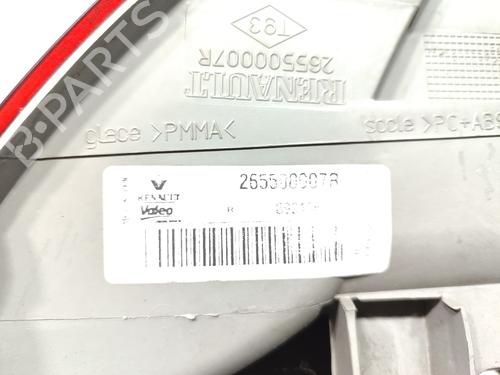 T93
265500007R
RENAULT
glace >PMMA<
socle >PC+ABS
265500007R
RENAULT
Valeo
R
B-PARTS